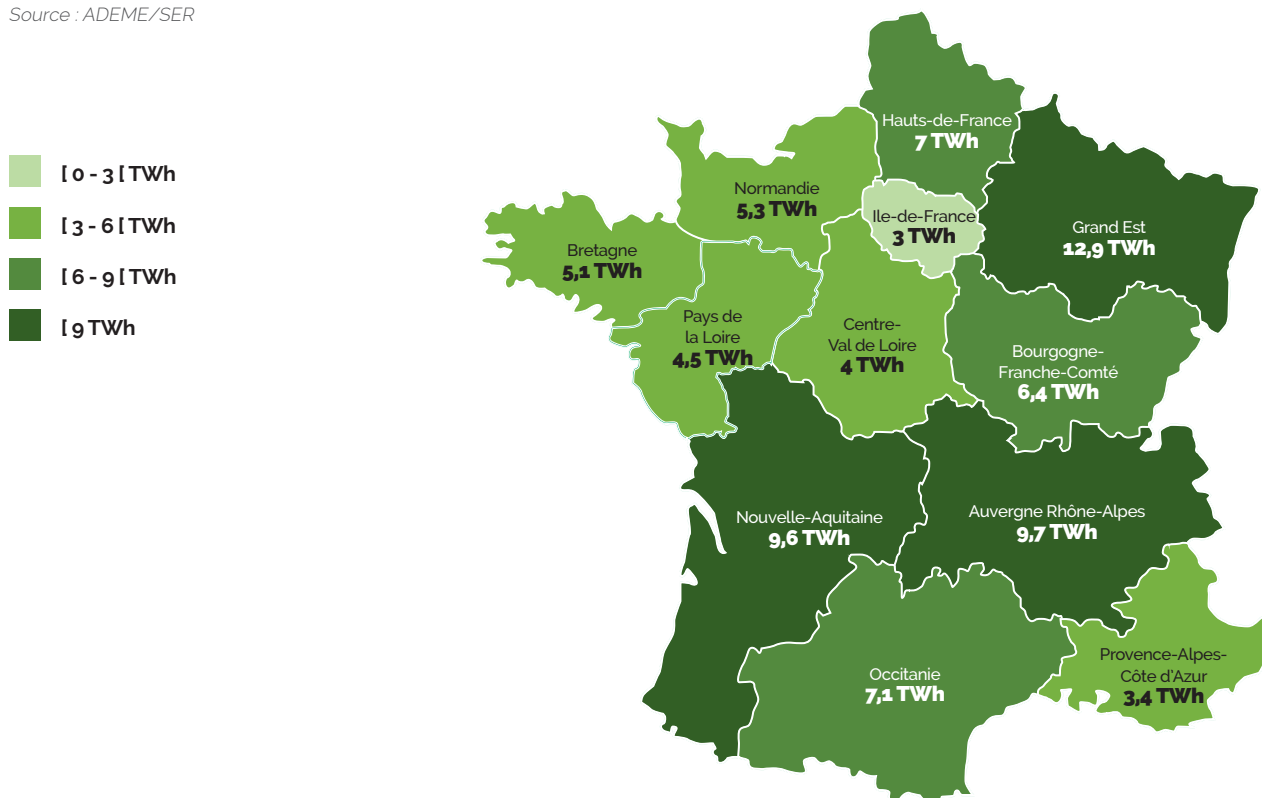 Source : ADEME/SER
[ 0 - 3 [ TWh
[ 3 - 6 [ TWh
[ 6 - 9 [ TWh
[ 9 TWh
Hauts-de-France
7 TWh
Normandie
5,3 TWh
Ile-de-France
3 TWh
Grand Est
12,9 TWh
Bretagne
5,1 TWh
Pays de
la Loire
4,5 TWh
Centre-
Val de Loire
4 TWh
Bourgogne-
Franche-Comté
6,4 TWh
Nouvelle-Aquitaine
9,6 TWh
Auvergne Rhône-Alpes
9,7 TWh
Occitanie
7,1 TWh
Provence-Alpes-
Côte d'Azur
3,4 TWh